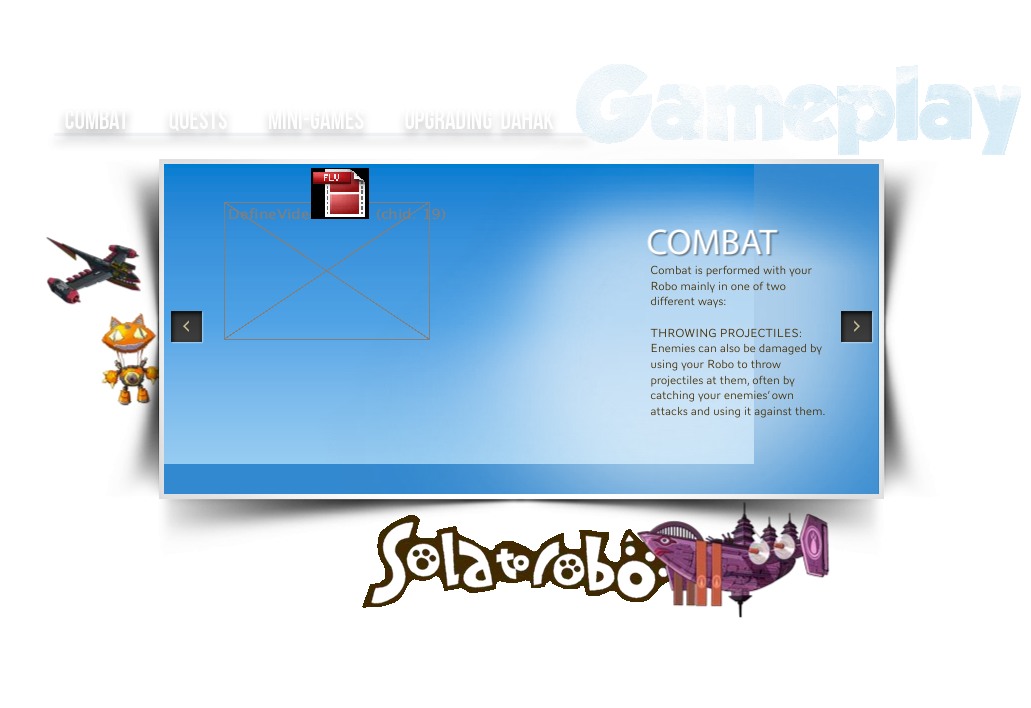 Gameplay
COMBAT QUESTS MINI-GAMES UPGRADING DAHAK
FLV
DefineVide (chid: 19)
COMBAT
Combat is performed with your
Robo mainly in one of two
different ways:
THROWING PROJECTILES:
Enemies can also be damaged by
using your Robo to throw
projectiles at them, often by
catching your enemies' own
attacks and using it against them.
Solatorobo